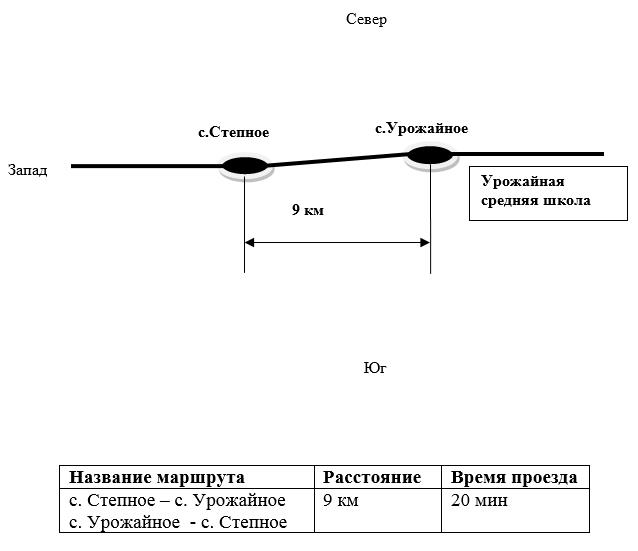 Север
с.Степное
с.Урожайное
Запад
Урожайная
средняя школа
9 км
Юг
Название маршрута Расстояние Время проезда
с. Степное – с. Урожайное 9 км 20 мин
с. Урожайное - с. Степное